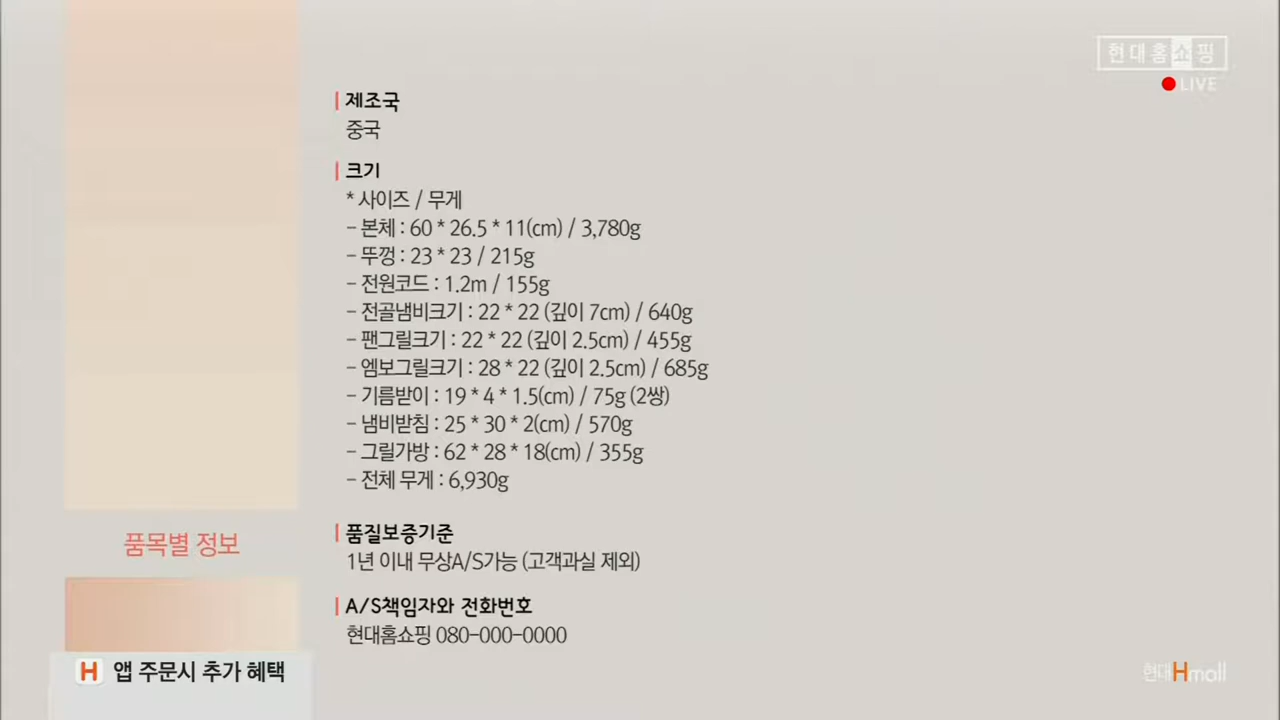 현대홈쇼핑
LIVE
제조국
중국
크기
* 사이즈 / 무게
- 본체 : 60 * 26.5 * 11(cm) / 3,780g
- 뚜껑 : 23 * 23 / 215g
- 전원코드 : 1.2m / 155g
- 전골냄비크기 : 22 * 22 (깊이 7cm) / 640g
- 팬그릴크기 : 22 * 22 (깊이 2.5cm) / 455g
- 엠보그릴크기 : 28 * 22 (깊이 2.5cm) / 685g
- 기름받이 : 19 * 4 * 1.5(cm) / 75g (2쌍)
- 냄비받침 : 25 * 30 * 2(cm) / 570g
- 그릴가방 : 62 * 28 * 18(cm) / 355g
- 전체 무게 : 6,930g
품목별 정보
품질보증기준
1년 이내 무상A/S가능 (고객과실 제외)
A/S책임자와 전화번호
현대홈쇼핑 080-000-0000
H 앱 주문시 추가 혜택
현대Hmall